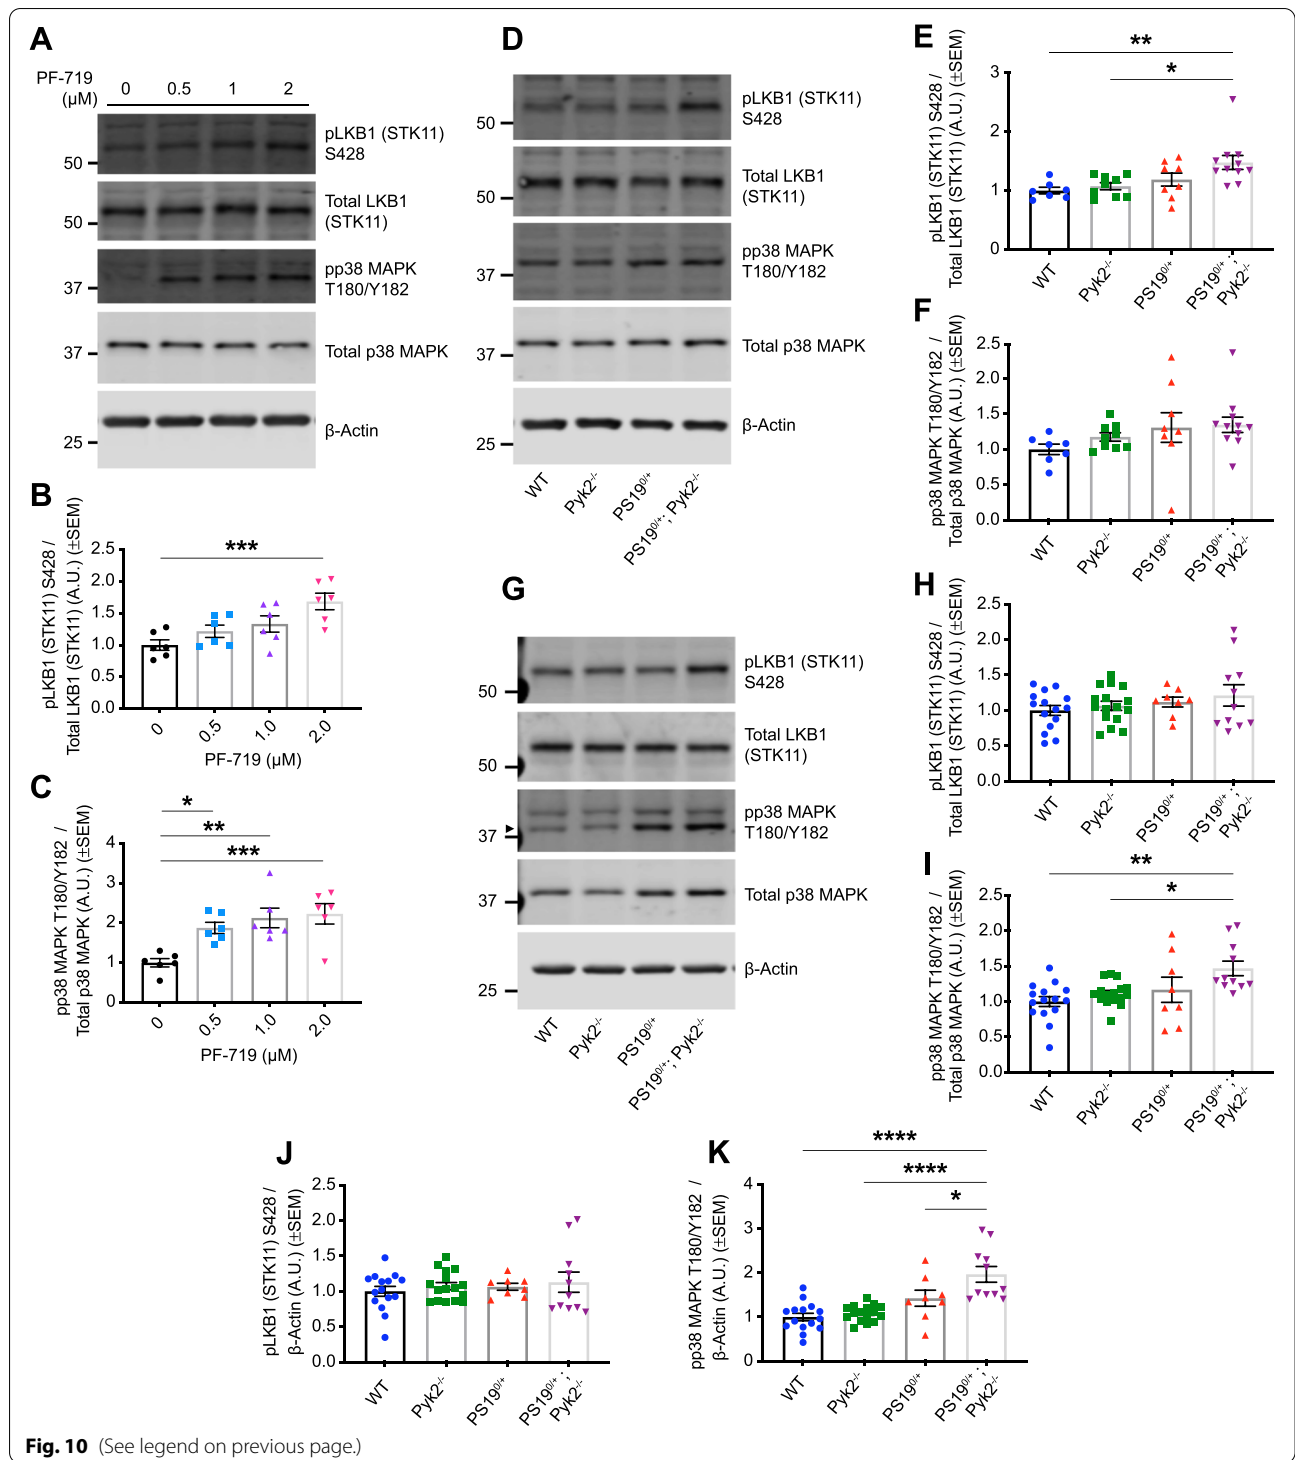 A
PF-719
(µM)
0 0.5 1 2
50
pLKB1 (STK11)
S428
50
Total LKB1
(STK11)
37
pp38 MAPK
T180/Y182
37
Total p38 MAPK
25
β-Actin
B
pLKB1 (STK11) S428 /
Total LKB1 (STK11) (A.U.) (±SEM)
2.5
2.0
1.5
1.0
0.5
0.0
***
0 0.5 1.0 2.0
PF-719 (µM)
C
pp38 MAPK T180/Y182 /
Total p38 MAPK (A.U.) (±SEM)
4
3
2
1
0
*
**
***
0 0.5 1.0 2.0
PF-719 (µM)
D
50
pLKB1 (STK11)
S428
50
Total LKB1
(STK11)
37
pp38 MAPK
T180/Y182
37
Total p38 MAPK
25
β-Actin
WT Pyk2-/- PS190/+ PS190/+; Pyk2-/-
E
pLKB1 (STK11) S428 /
Total LKB1 (STK11) (A.U.) (±SEM)
3
2
1
0
**
*
WT Pyk2-/- PS190/+ PS190/+;
Pyk2-/-
F
pp38 MAPK T180/Y182 /
Total p38 MAPK (A.U.) (±SEM)
2.5
2.0
1.5
1.0
0.5
0.0
WT Pyk2-/- PS190/+ PS190/+;
Pyk2-/-
G
50
pLKB1 (STK11)
S428
50
Total LKB1
(STK11)
37
pp38 MAPK
T180/Y182
37
Total p38 MAPK
25
β-Actin
WT Pyk2-/- PS190/+ PS190/+; Pyk2-/-
H
pLKB1 (STK11) S428 /
Total LKB1 (STK11) (A.U.) (±SEM)
2.5
2.0
1.5
1.0
0.5
0.0
WT Pyk2-/- PS190/+ PS190/+;
Pyk2-/-
I
pp38 MAPK T180/Y182 /
Total p38 MAPK (A.U.) (±SEM)
2.5
2.0
1.5
1.0
0.5
0.0
**
*
WT Pyk2-/- PS190/+ PS190/+;
Pyk2-/-
J
pLKB1 (STK11) S428 /
β-Actin (A.U.) (±SEM)
2.5
2.0
1.5
1.0
0.5
0.0
WT Pyk2-/- PS190/+ PS190/+;
Pyk2-/-
K
pp38 MAPK T180/Y182 /
β-Actin (A.U.) (±SEM)
4
3
2
1
0
****
****
*
WT Pyk2-/- PS190/+ PS190/+;
Pyk2-/-
Fig. 10 (See legend on previous page.)